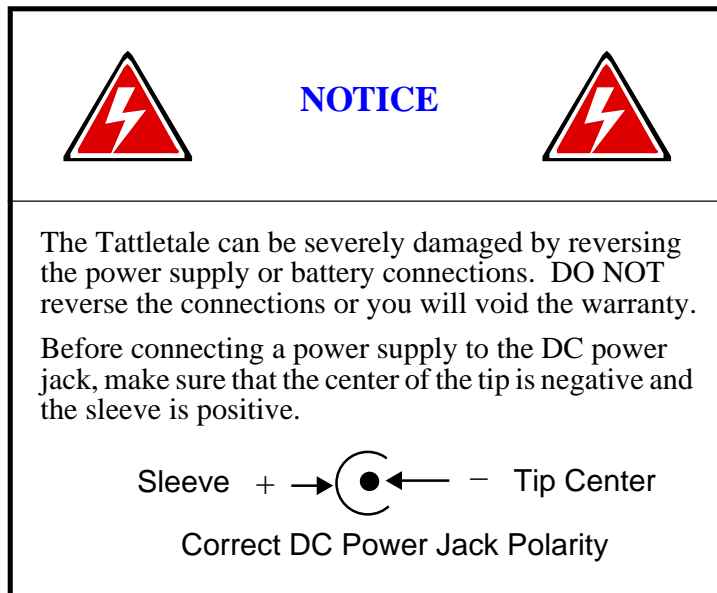 NOTICE
The Tattletale can be severely damaged by reversing
the power supply or battery connections.  DO NOT
reverse the connections or you will void the warranty.
Before connecting a power supply to the DC power
jack, make sure that the center of the tip is negative and
the sleeve is positive.
Sleeve + − Tip Center
Correct DC Power Jack Polarity